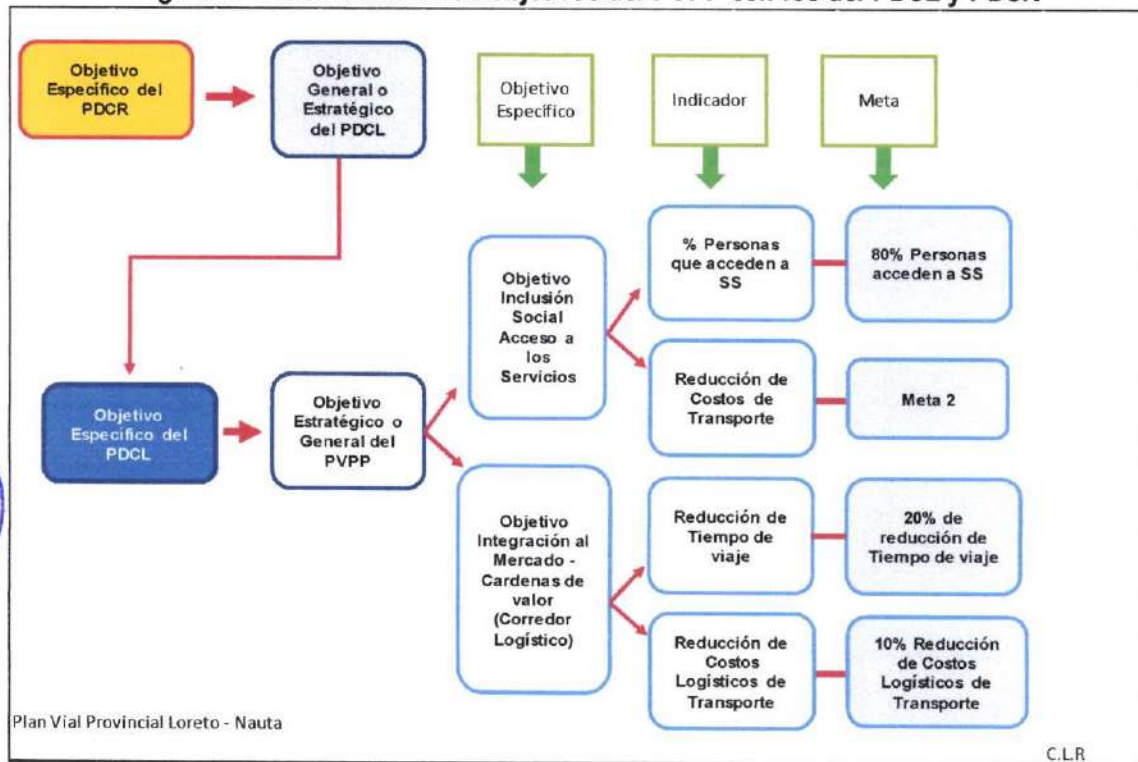 Objetivo
Específico del
PDCR
Objetivo
General o
Estratégico
del PDCL
Objetivo
Específico
Indicador
Meta
% Personas
que acceden a
SS
80% Personas
acceden a SS
Objetivo
Inclusión
Social
Acceso a
los
Servicios
Reducción de
Costos de
Transporte
Meta 2
Objetivo
Específico del
PDCL
Objetivo
Estratégico o
General del
PVPP
Objetivo
Integración al
Mercado -
Cardenas de
valor
(Corredor
Logístico)
Reducción de
Tiempo de
viaje
20% de
reducción de
Tiempo de viaje
Reducción de
Costos
Logísticos de
Transporte
10% Reducción
de Costos
Logísticos de
Transporte
Plan Vial Provincial Loreto - Nauta
C.L.R